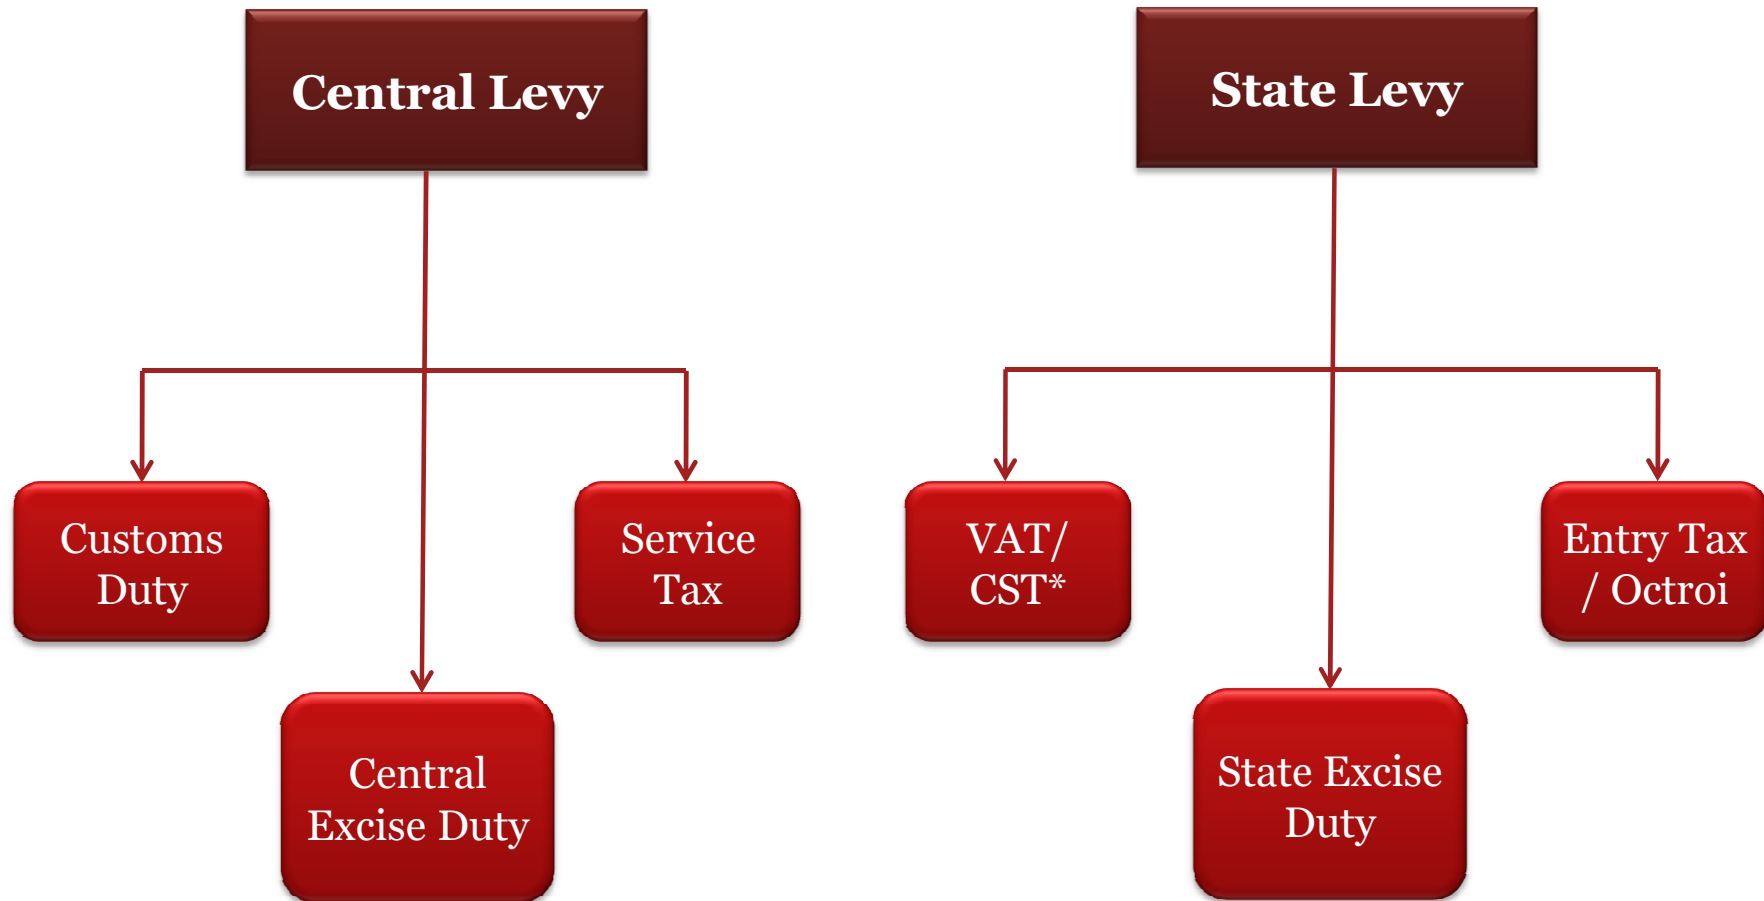 Central Levy
State Levy
Customs
Duty
Service
Tax
VAT/
CST*
Entry Tax
/ Octroi
Central
Excise Duty
State Excise
Duty